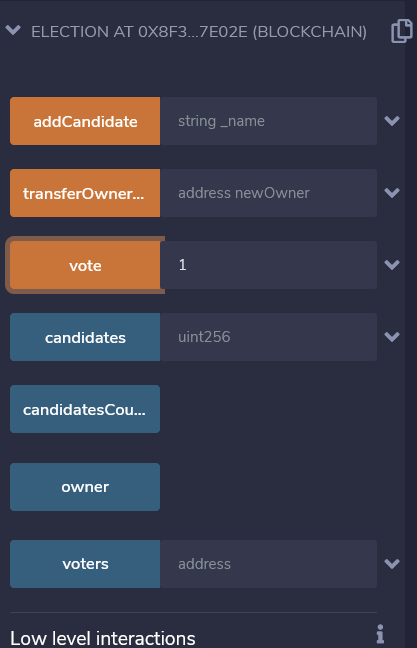 ELECTION AT 0X8F3...7E02E (BLOCKCHAIN)
addCandidate string _name
transferOwner... address newOwner
vote 1
candidates uint256
candidatesCou...
owner
voters address
Low level interactions